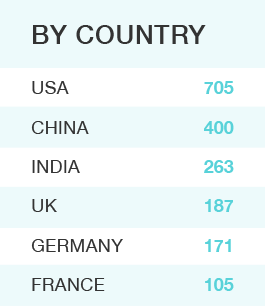 BY COUNTRY
USA 705
CHINA 400
INDIA 263
UK 187
GERMANY 171
FRANCE 105